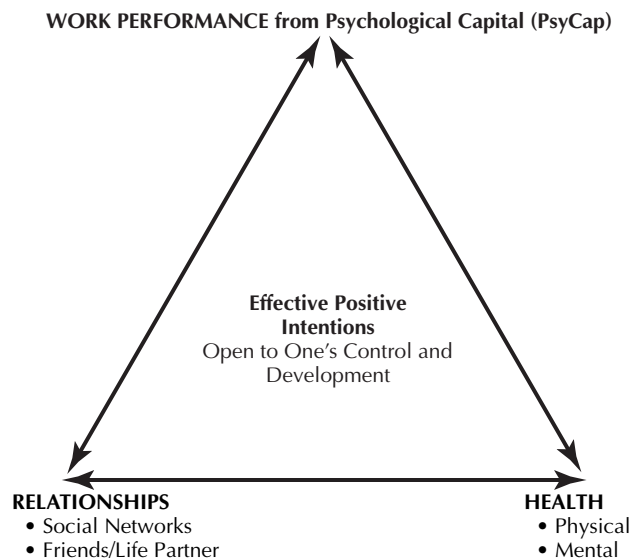 WORK PERFORMANCE from Psychological Capital (PsyCap)
Effective Positive
Intentions
Open to One’s Control and
Development
RELATIONSHIPS
• Social Networks
• Friends/Life Partner
HEALTH
• Physical
• Mental